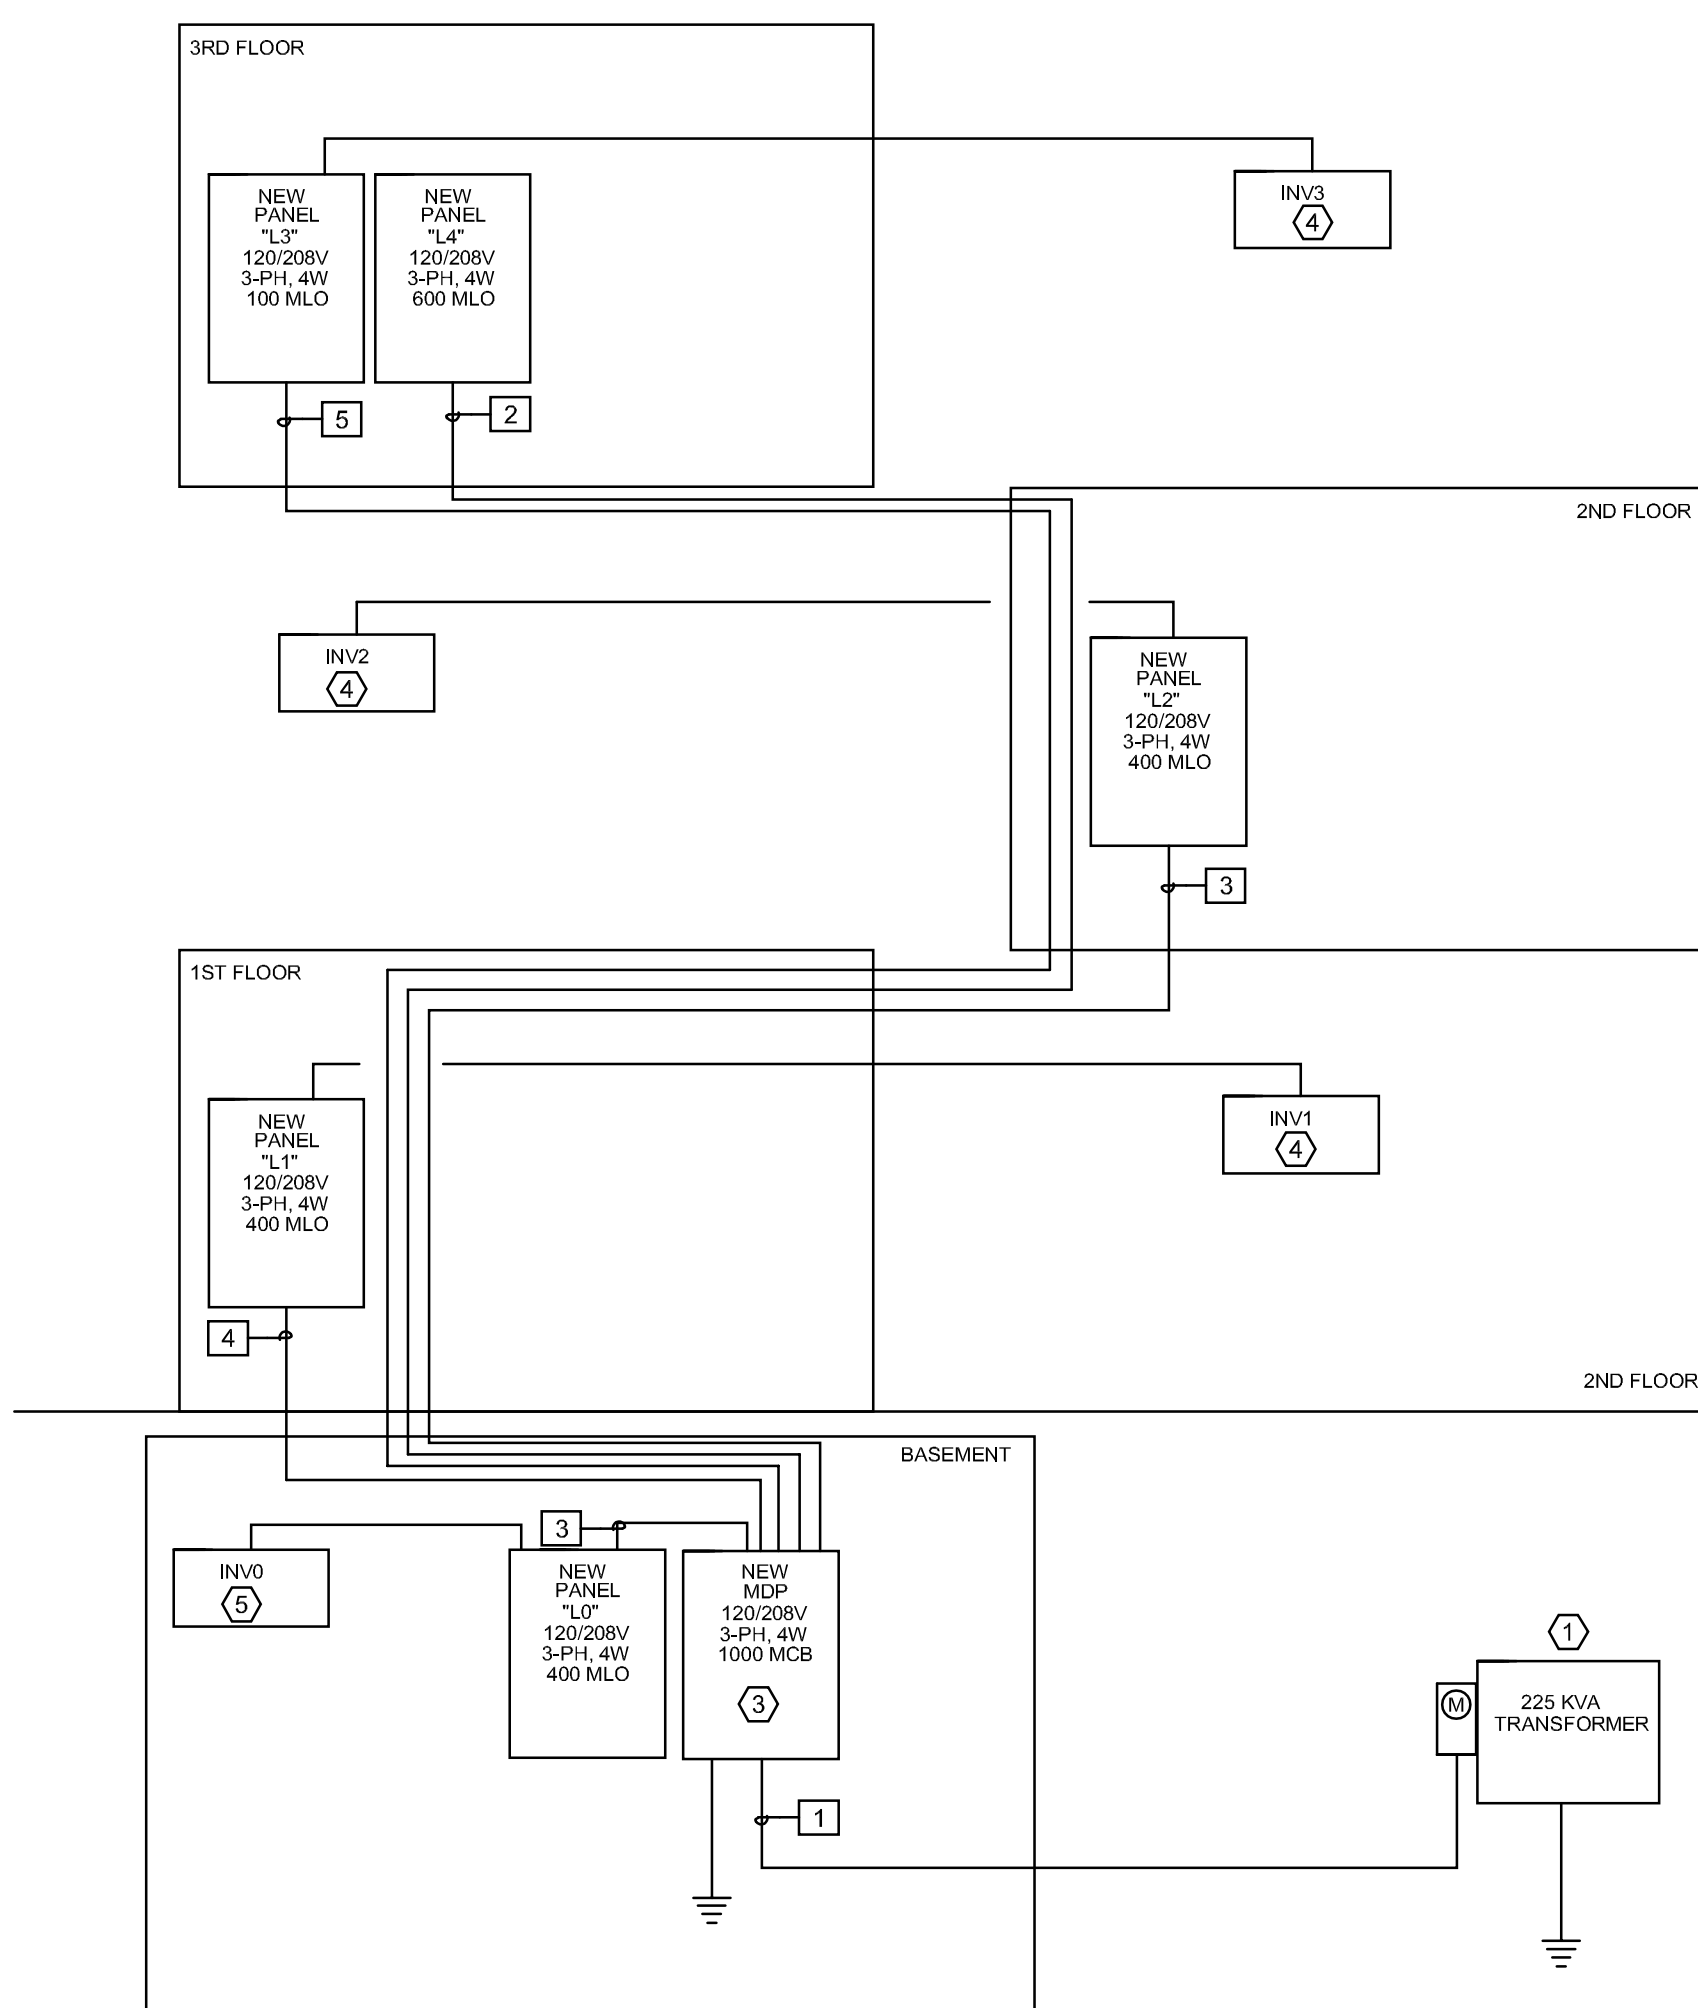 3RD FLOOR
NEW
PANEL
"L3"
120/208V
3-PH, 4W
100 MLO
NEW
PANEL
"L4"
120/208V
3-PH, 4W
600 MLO
INV3
4
5
2
2ND FLOOR
INV2
4
NEW
PANEL
"L2"
120/208V
3-PH, 4W
400 MLO
3
1ST FLOOR
NEW
PANEL
"L1"
120/208V
3-PH, 4W
400 MLO
INV1
4
4
2ND FLOOR
BASEMENT
3
INV0
5
NEW
PANEL
"L0"
120/208V
3-PH, 4W
400 MLO
NEW
MDP
120/208V
3-PH, 4W
1000 MCB
3
1
1
M
225 KVA
TRANSFORMER